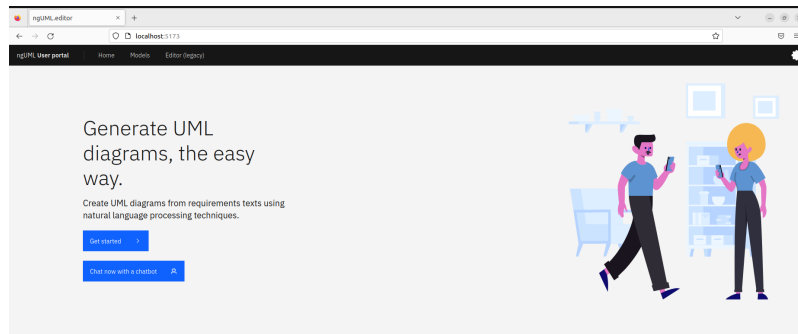 ngUML.editor
localhost:5173
ngUML User portal Home Models Editor (legacy)
Generate UML
diagrams, the easy
way.
Create UML diagrams from requirements texts using
natural language processing techniques.
Get started
Chat now with a chatbot